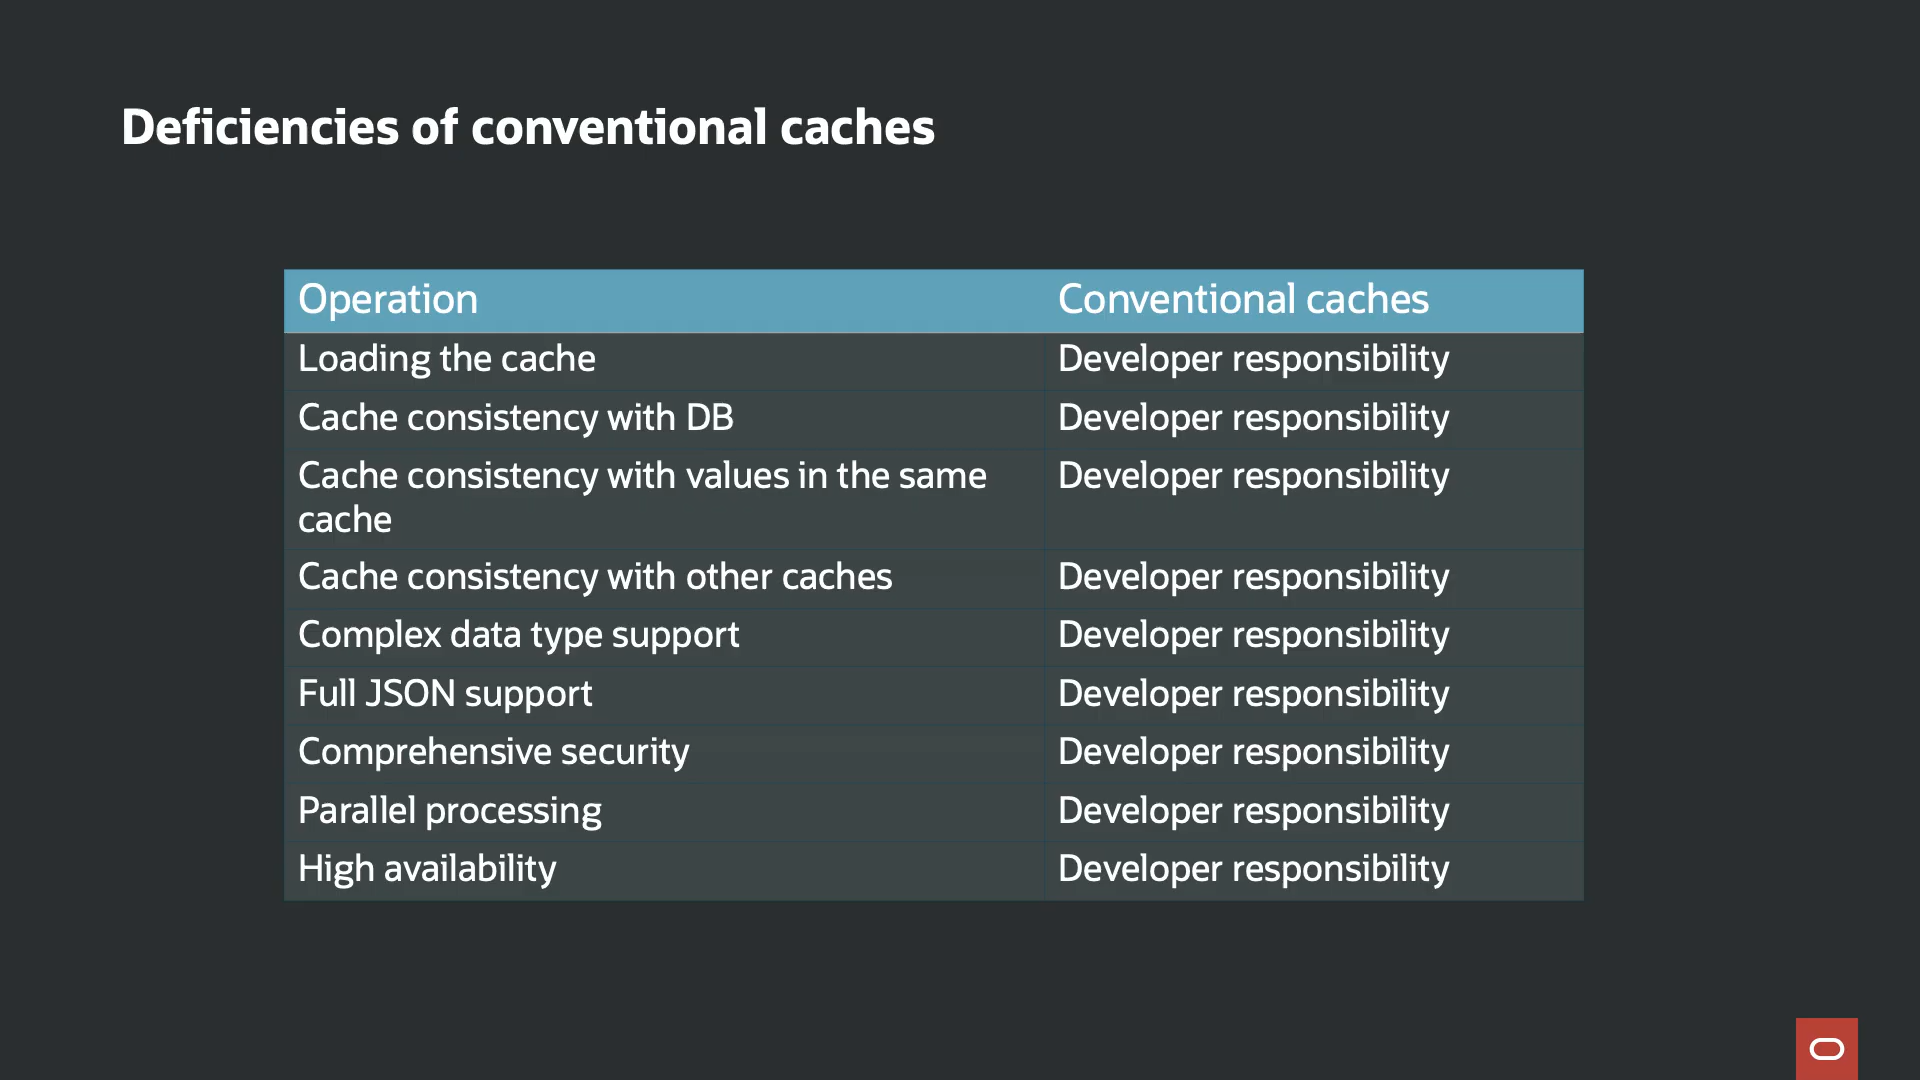 Deficiencies of conventional caches
Operation Conventional caches
Loading the cache Developer responsibility
Cache consistency with DB Developer responsibility
Cache consistency with values in the same Developer responsibility
cache
Cache consistency with other caches Developer responsibility
Complex data type support Developer responsibility
Full JSON support Developer responsibility
Comprehensive security Developer responsibility
Parallel processing Developer responsibility
High availability Developer responsibility